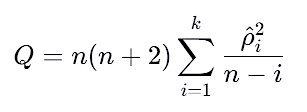 $Q = n(n+2) \sum_{i=1}^{k} \frac{\hat{\rho}_i^2}{n-i}$